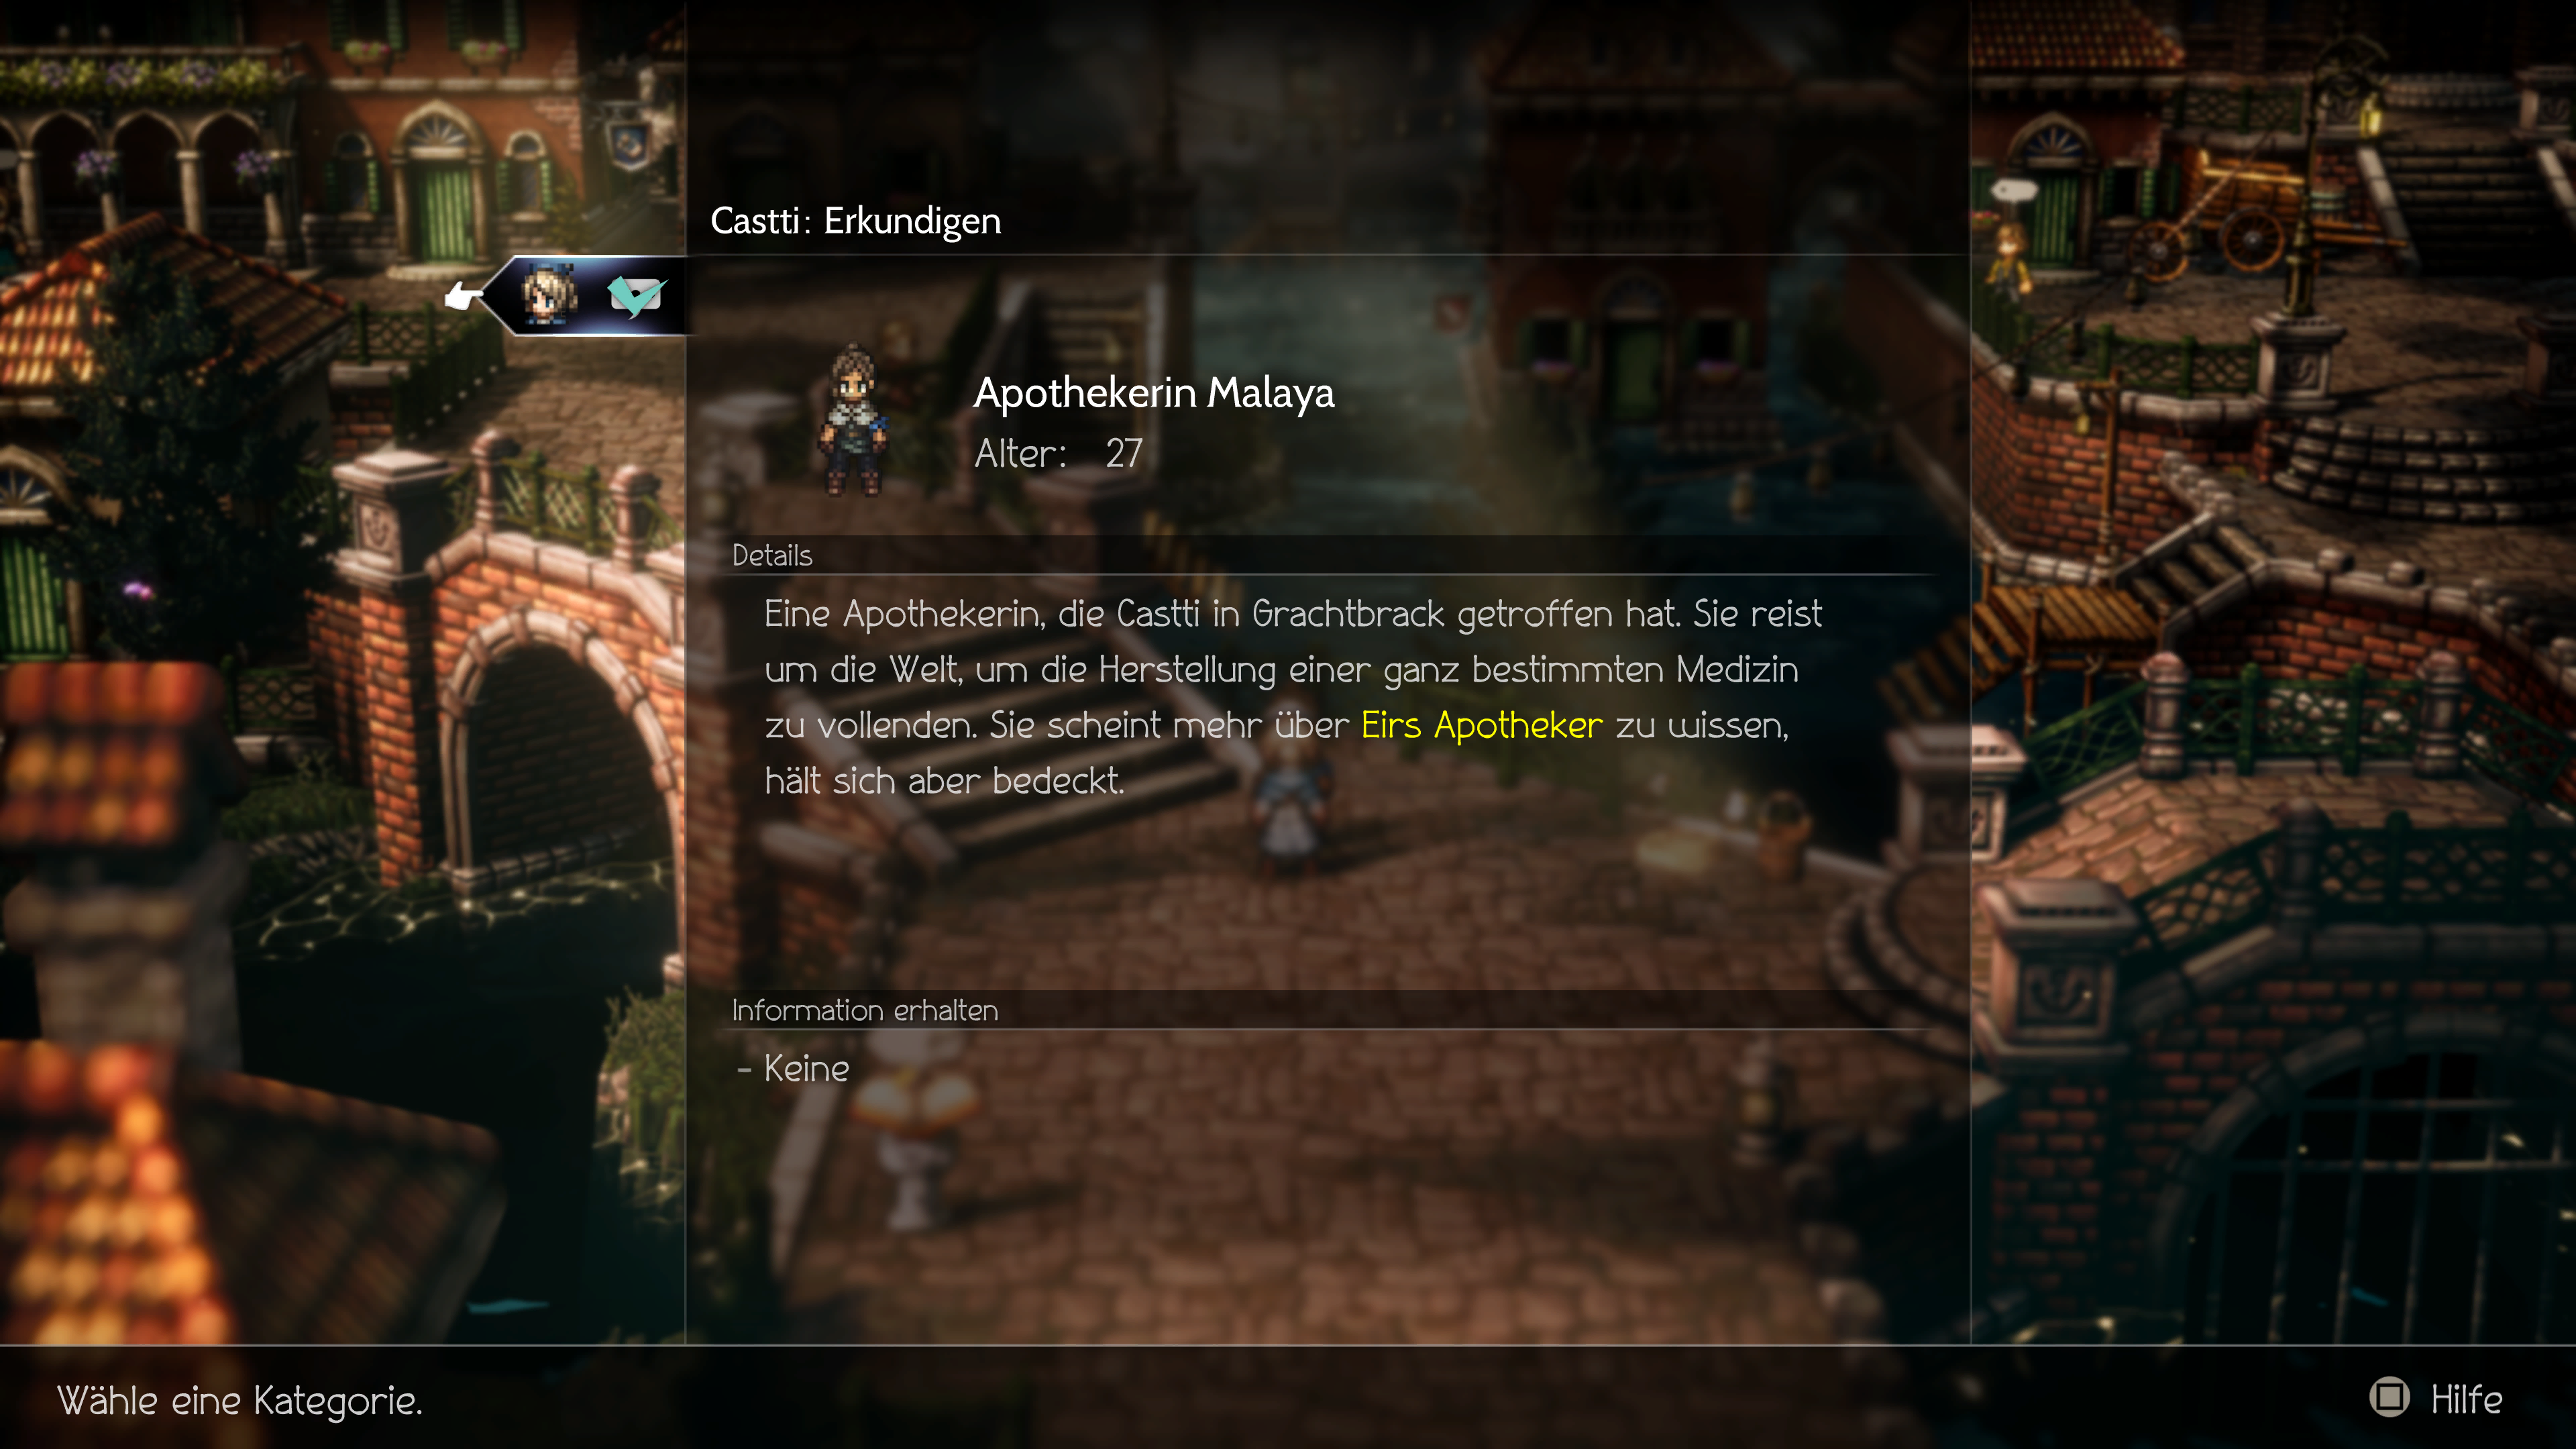 Castti: Erkundigen
Apothekerin Malaya
Alter: 27
Details
Eine Apothekerin, die Castti in Grachtbrack getroffen hat. Sie reist
um die Welt, um die Herstellung einer ganz bestimmten Medizin
zu vollenden. Sie scheint mehr über Eirs Apotheker zu wissen,
hält sich aber bedeckt.
Information erhalten
– Keine
Wähle eine Kategorie.
Hilfe